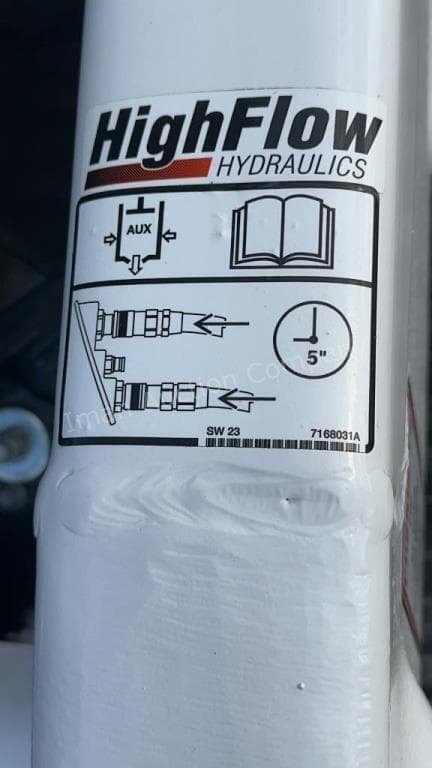 HighFlow
HYDRAULICS
AUX
5"
SW 23
7168031A